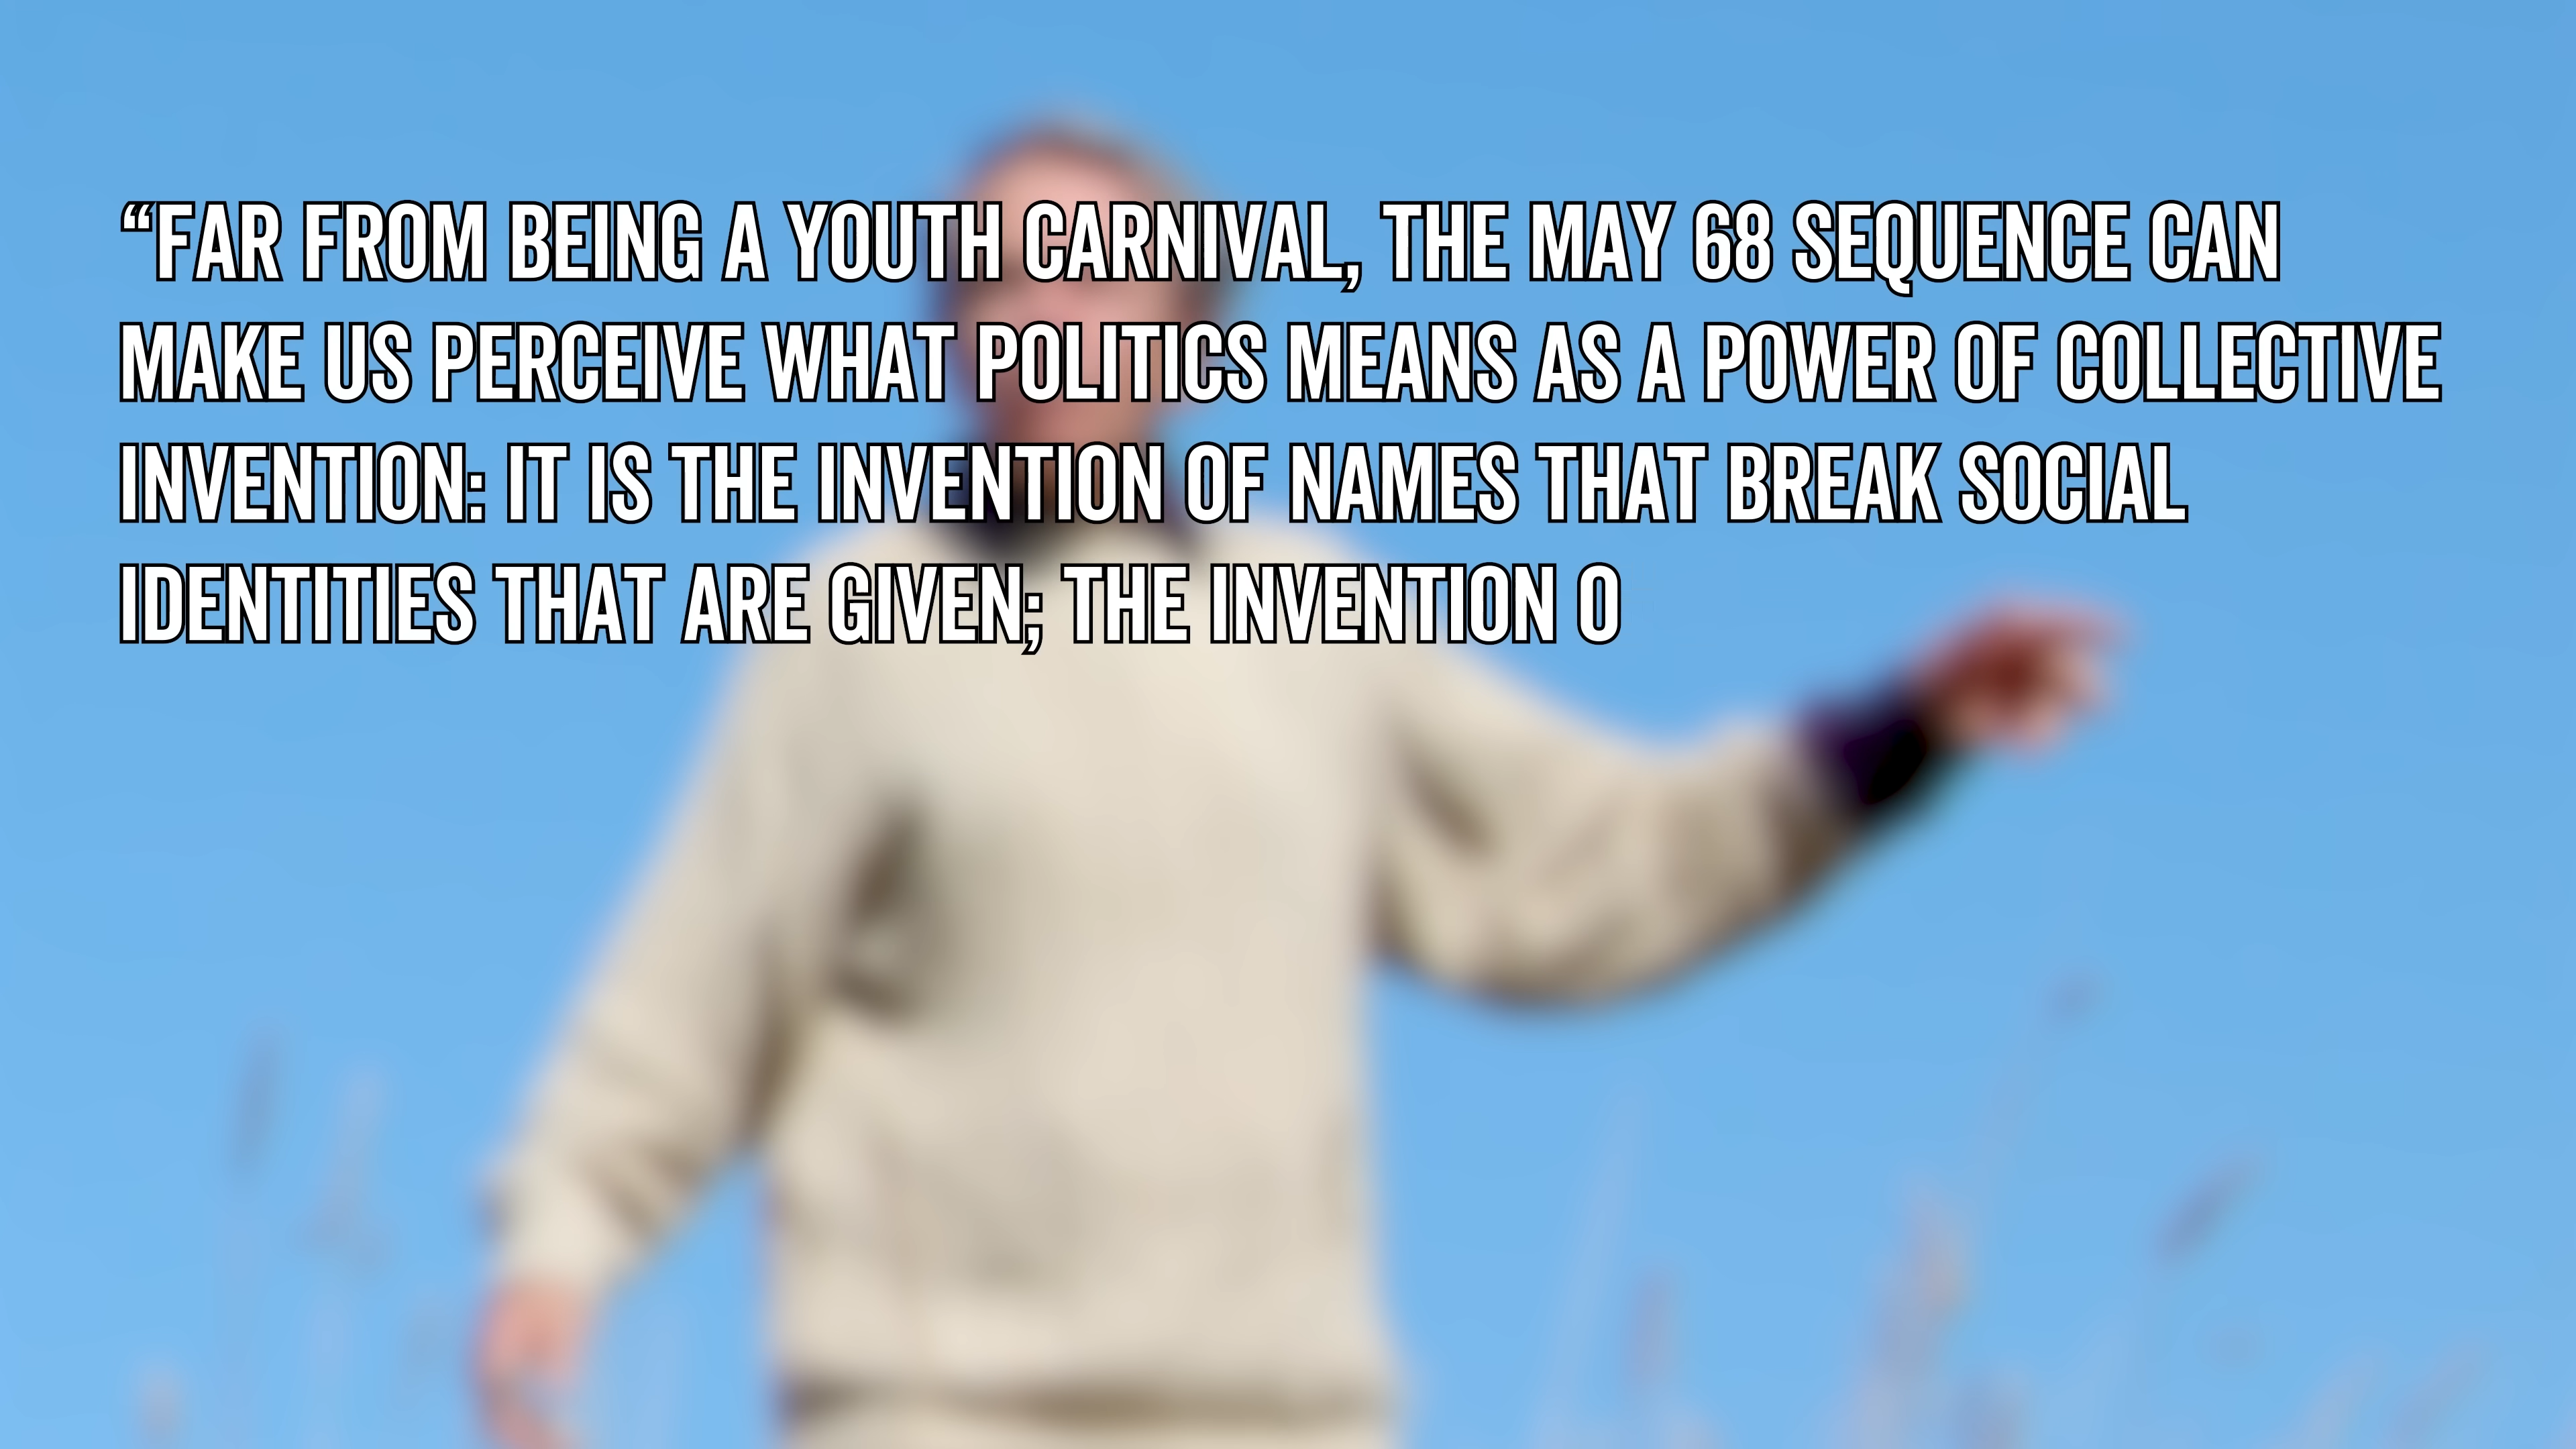 “FAR FROM BEING A YOUTH CARNIVAL, THE MAY 68 SEQUENCE CAN
MAKE US PERCEIVE WHAT POLITICS MEANS AS A POWER OF COLLECTIVE
INVENTION: IT IS THE INVENTION OF NAMES THAT BREAK SOCIAL
IDENTITIES THAT ARE GIVEN; THE INVENTION O